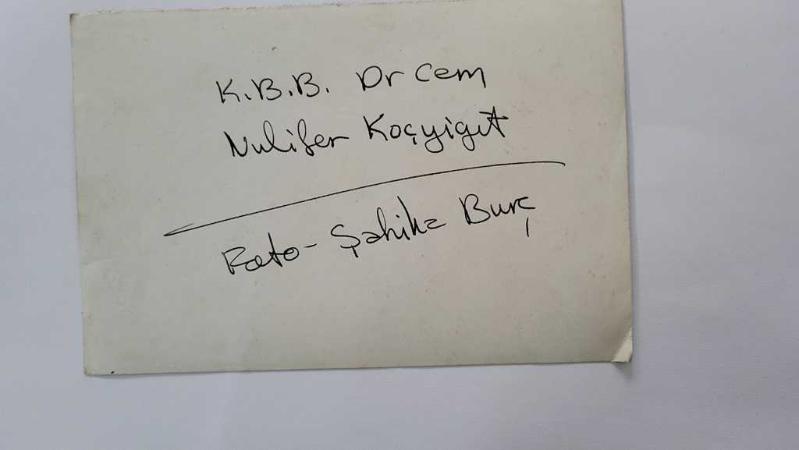 K.B.B. Dr Cem
Nulifer Koçyigit
Foto - Şahika Burç